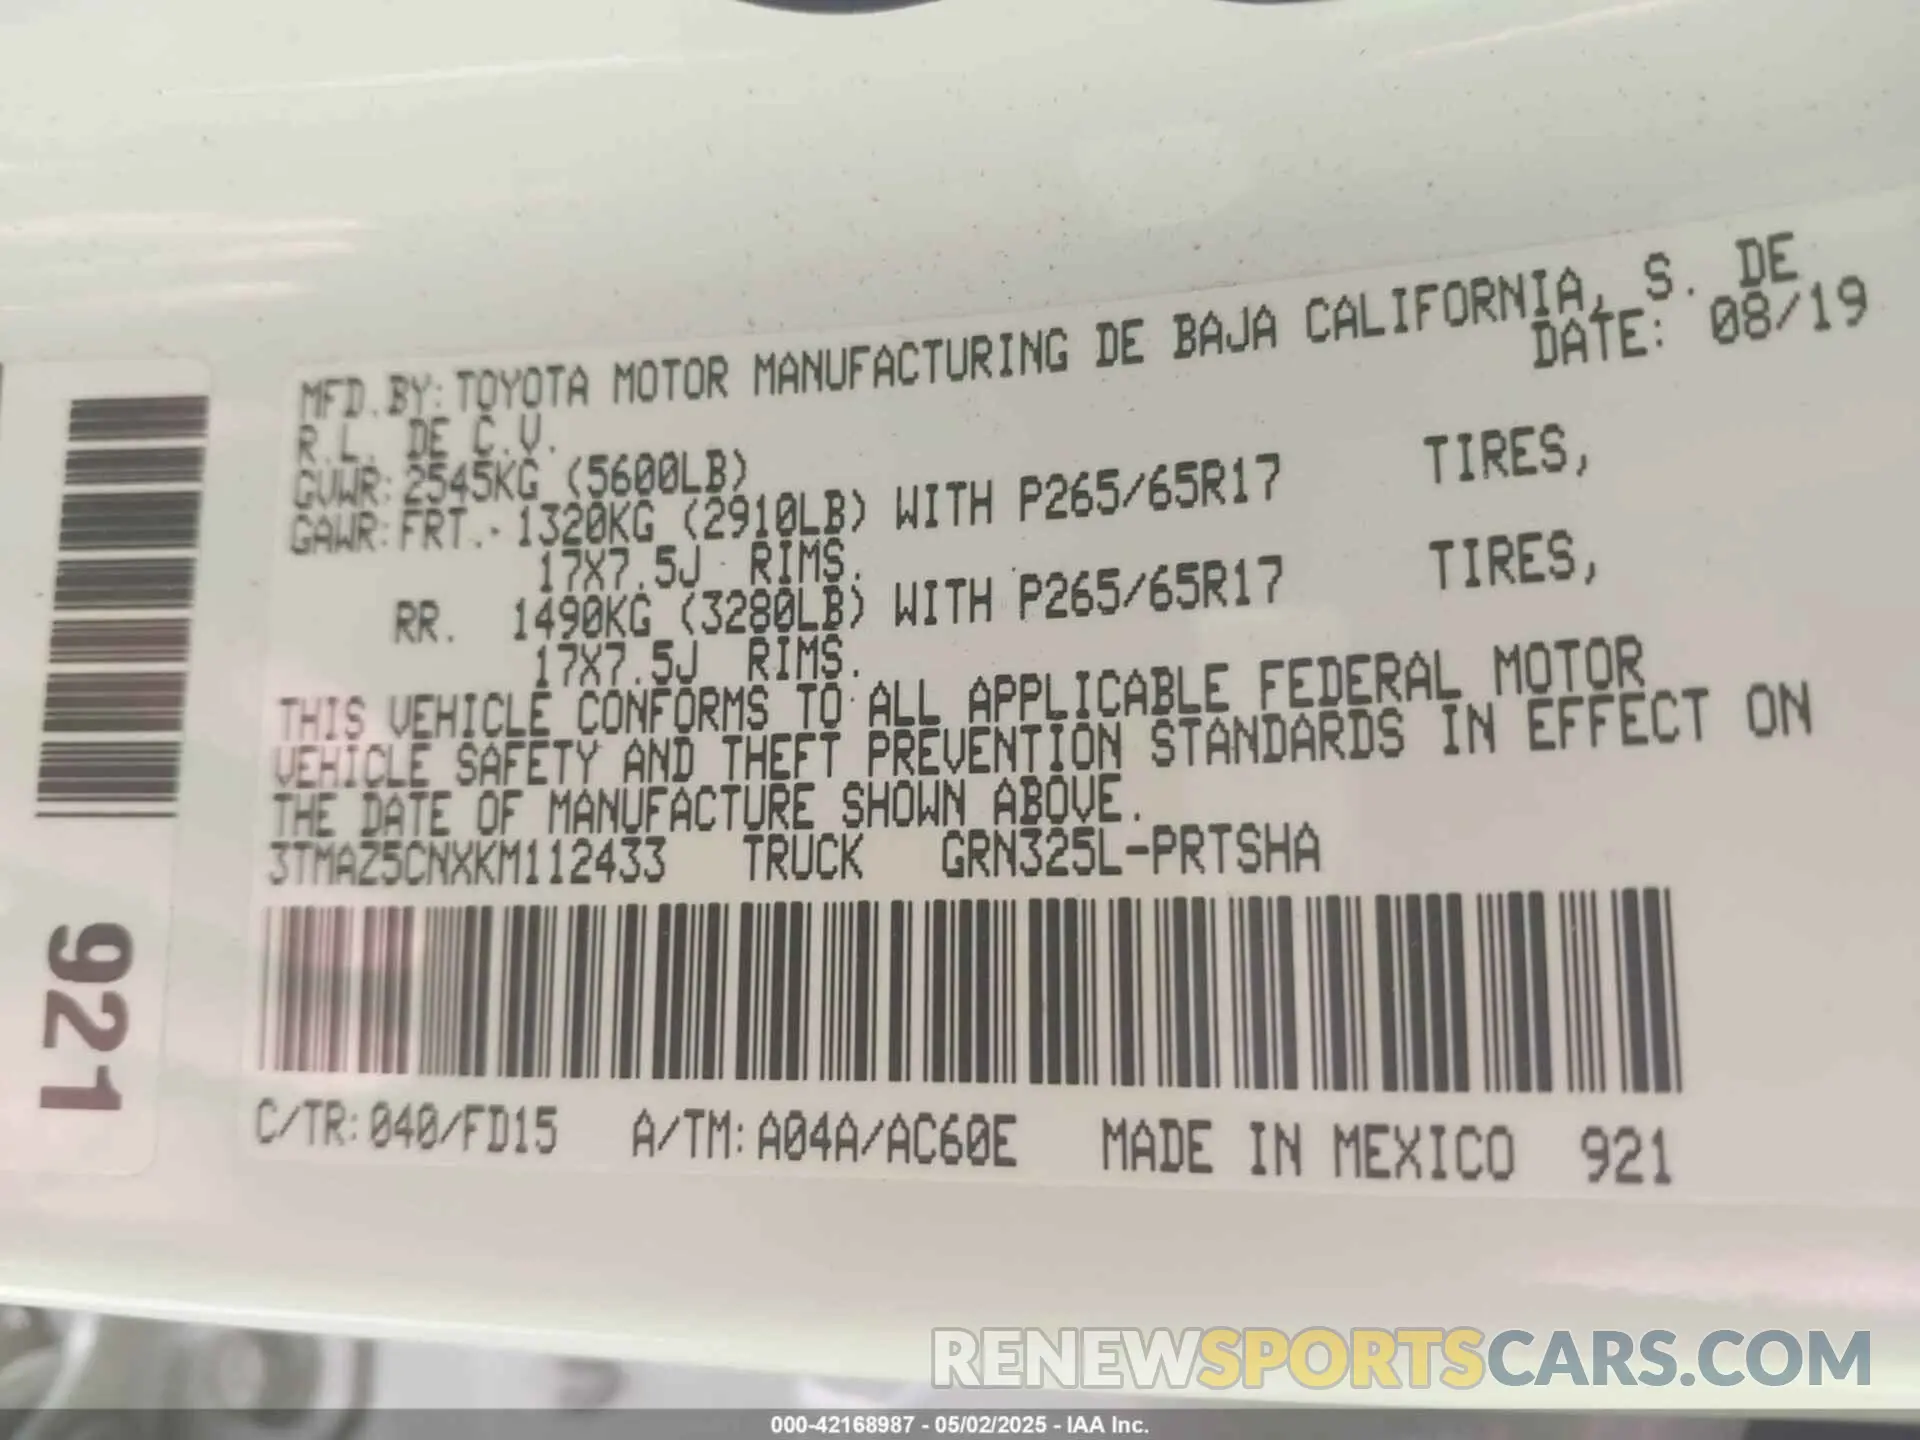 MFD.BY: TOYOTA MOTOR MANUFACTURING DE BAJA CALIFORNIA, S. DE
R.L. DE C.V.
DATE: 08/19
GVWR: 2545KG (5600LB)
GAWR: FRT. 1320KG (2910LB) WITH P265/65R17 TIRES,
17X7.5J RIMS.
RR. 1490KG (3280LB) WITH P265/65R17 TIRES,
17X7.5J RIMS.
THIS VEHICLE CONFORMS TO ALL APPLICABLE FEDERAL MOTOR
VEHICLE SAFETY AND THEFT PREVENTION STANDARDS IN EFFECT ON
THE DATE OF MANUFACTURE SHOWN ABOVE.
3TMAZ5CNXKM112433 TRUCK GRN325L-PRTSHA
C/TR: 040/FD15 A/TM: A04A/AC60E MADE IN MEXICO 921
921
RENEWSPORTSCARS.COM
000-42168987 - 05/02/2025 - IAA Inc.